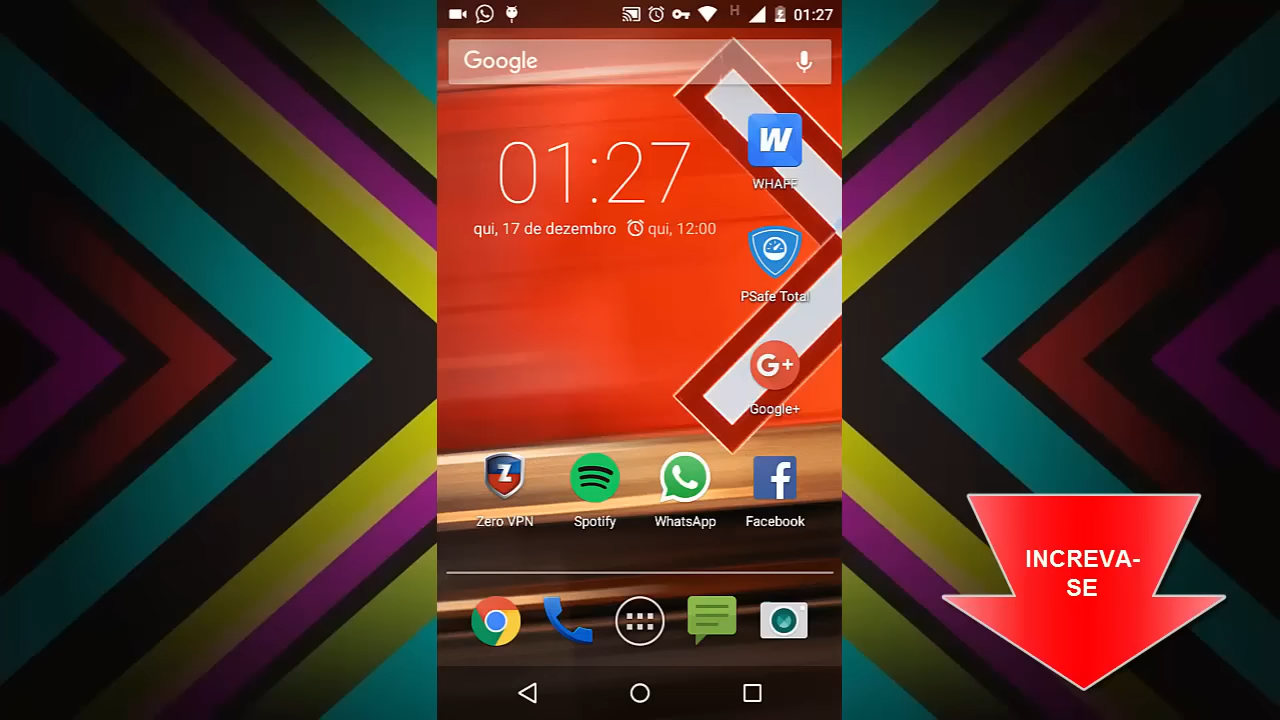 H
01:27
Google
01:27
qui, 17 de dezembro qui, 12:00
W
WHAFF
PSafe Total
G+
Google+
Z
f
Zero VPN
Spotify
WhatsApp
Facebook
INCREVA-
SE